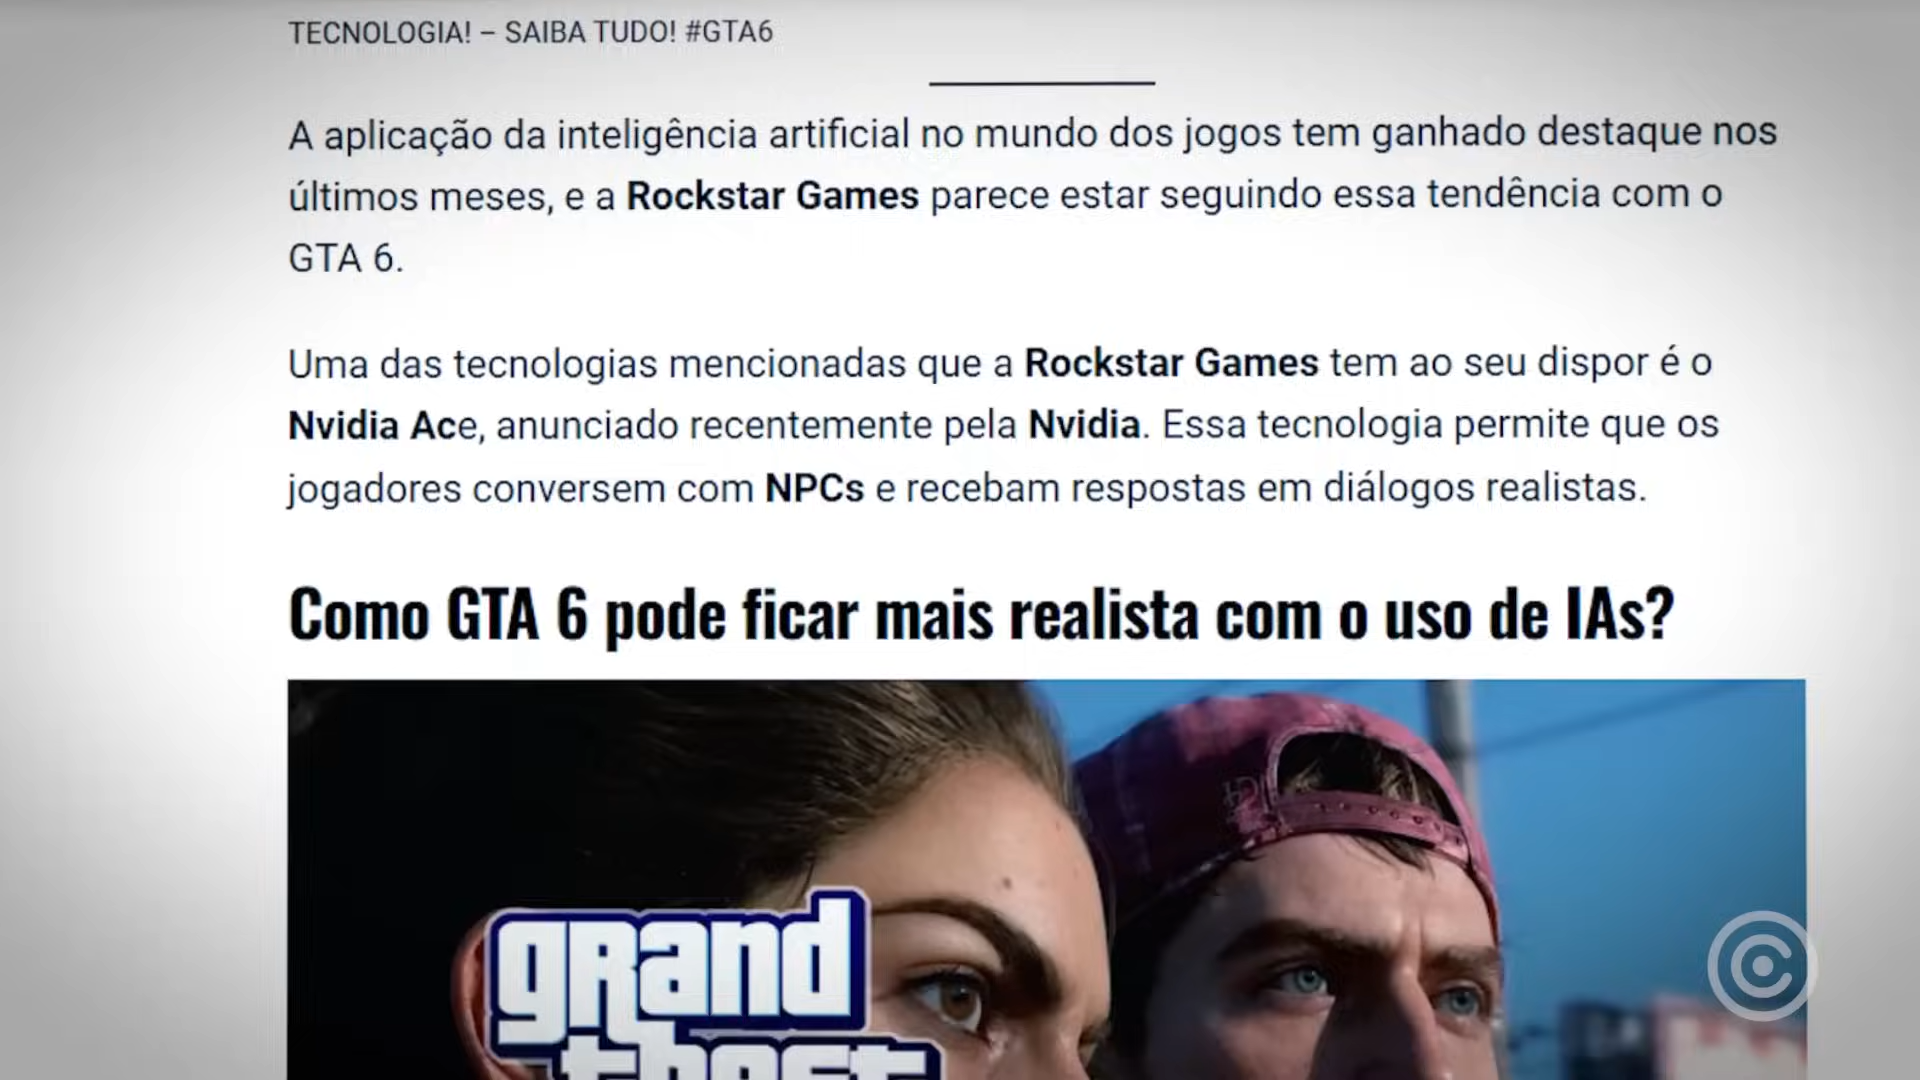 TECNOLOGIA! – SAIBA TUDO! #GTA6
A aplicação da inteligência artificial no mundo dos jogos tem ganhado destaque nos
últimos meses, e a Rockstar Games parece estar seguindo essa tendência com o
GTA 6.
Uma das tecnologias mencionadas que a Rockstar Games tem ao seu dispor é o
Nvidia Ace, anunciado recentemente pela Nvidia. Essa tecnologia permite que os
jogadores conversem com NPCs e recebam respostas em diálogos realistas.
Como GTA 6 pode ficar mais realista com o uso de IAs?
grand
theft